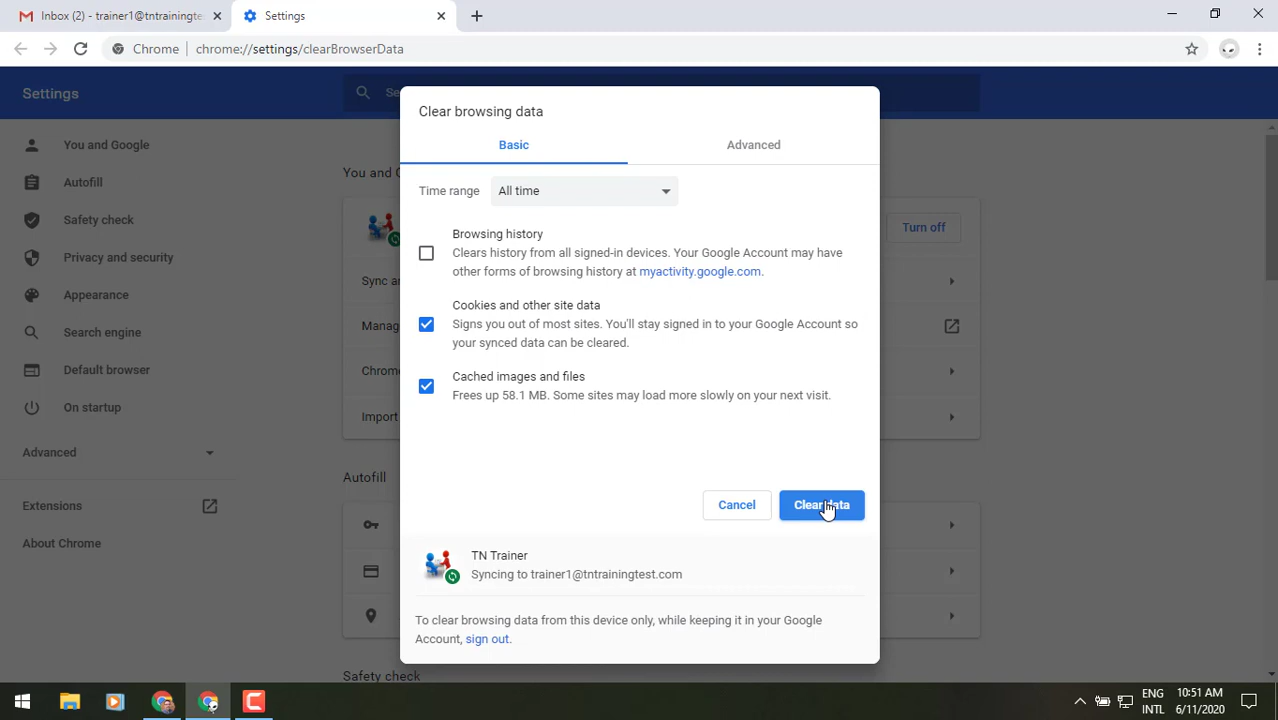 Inbox (2) - trainer1@tntrainingte
Settings
Chrome
chrome://settings/clearBrowserData
Settings
Se
Clear browsing data
Basic
Advanced
You and Google
Autofill
Safety check
Privacy and security
Appearance
Search engine
Default browser
On startup
Advanced
Extensions
About Chrome
You and G
Turn off
Sync an
Manag
Chrome
Import
Autofill
Safety check
Time range
All time
Browsing history
Clears history from all signed-in devices. Your Google Account may have
other forms of browsing history at myactivity.google.com.
Cookies and other site data
Signs you out of most sites. You'll stay signed in to your Google Account so
your synced data can be cleared.
Cached images and files
Frees up 58.1 MB. Some sites may load more slowly on your next visit.
Cancel
Clear data
TN Trainer
Syncing to trainer1@tntrainingtest.com
To clear browsing data from this device only, while keeping it in your Google
Account, sign out.
ENG
INTL
10:51 AM
6/11/2020